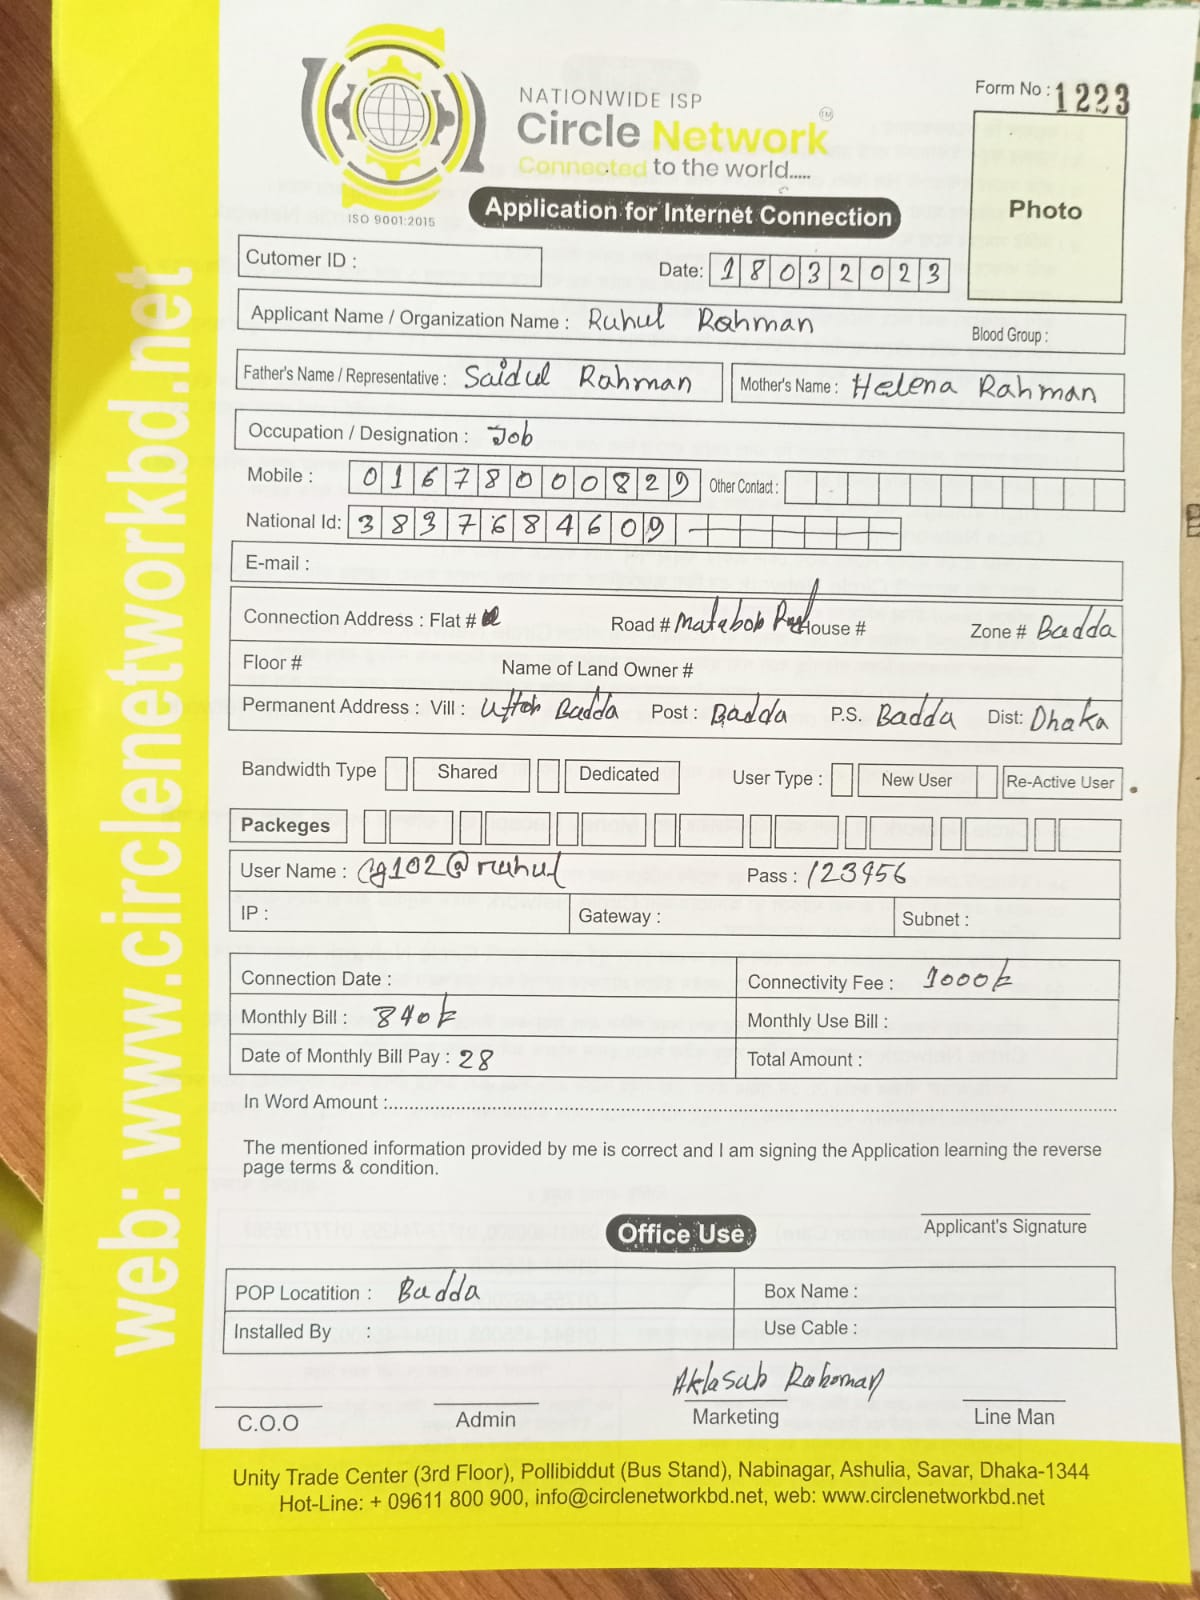 NATIONWIDE ISP
Circle Network TM
Connected to the world.....
ISO 9001:2015
Form No : 1223
Photo
Application for Internet Connection
Cutomer ID :
Date: 18032023
Applicant Name / Organization Name : Ruhul Rahman Blood Group :
Father's Name / Representative : Saidul Rahman Mother's Name : Helena Rahman
Occupation / Designation : Job
Mobile : 01678000829 Other Contact :
National Id: 3837684609
E-mail :
Connection Address : Flat # Road # Matabob House # Zone # Badda
Floor # Name of Land Owner #
Permanent Address : Vill : Uttor Badda Post : Badda P.S. Badda Dist: Dhaka
Bandwidth Type Shared Dedicated User Type : New User Re-Active User
Packeges
User Name : cg102@ruhul Pass : 123456
IP : Gateway : Subnet :
Connection Date : Connectivity Fee : 1000/-
Monthly Bill : 840/- Monthly Use Bill :
Date of Monthly Bill Pay : 28 Total Amount :
In Word Amount :
The mentioned information provided by me is correct and I am signing the Application learning the reverse
page terms & condition.
Applicant's Signature
Office Use
POP Locatition : Badda Box Name :
Installed By : Use Cable :
C.O.O Admin Marketing Line Man
Unity Trade Center (3rd Floor), Pollibiddut (Bus Stand), Nabinagar, Ashulia, Savar, Dhaka-1344
Hot-Line: + 09611 800 900, info@circlenetworkbd.net, web: www.circlenetworkbd.net
web: www.circlenetworkbd.net